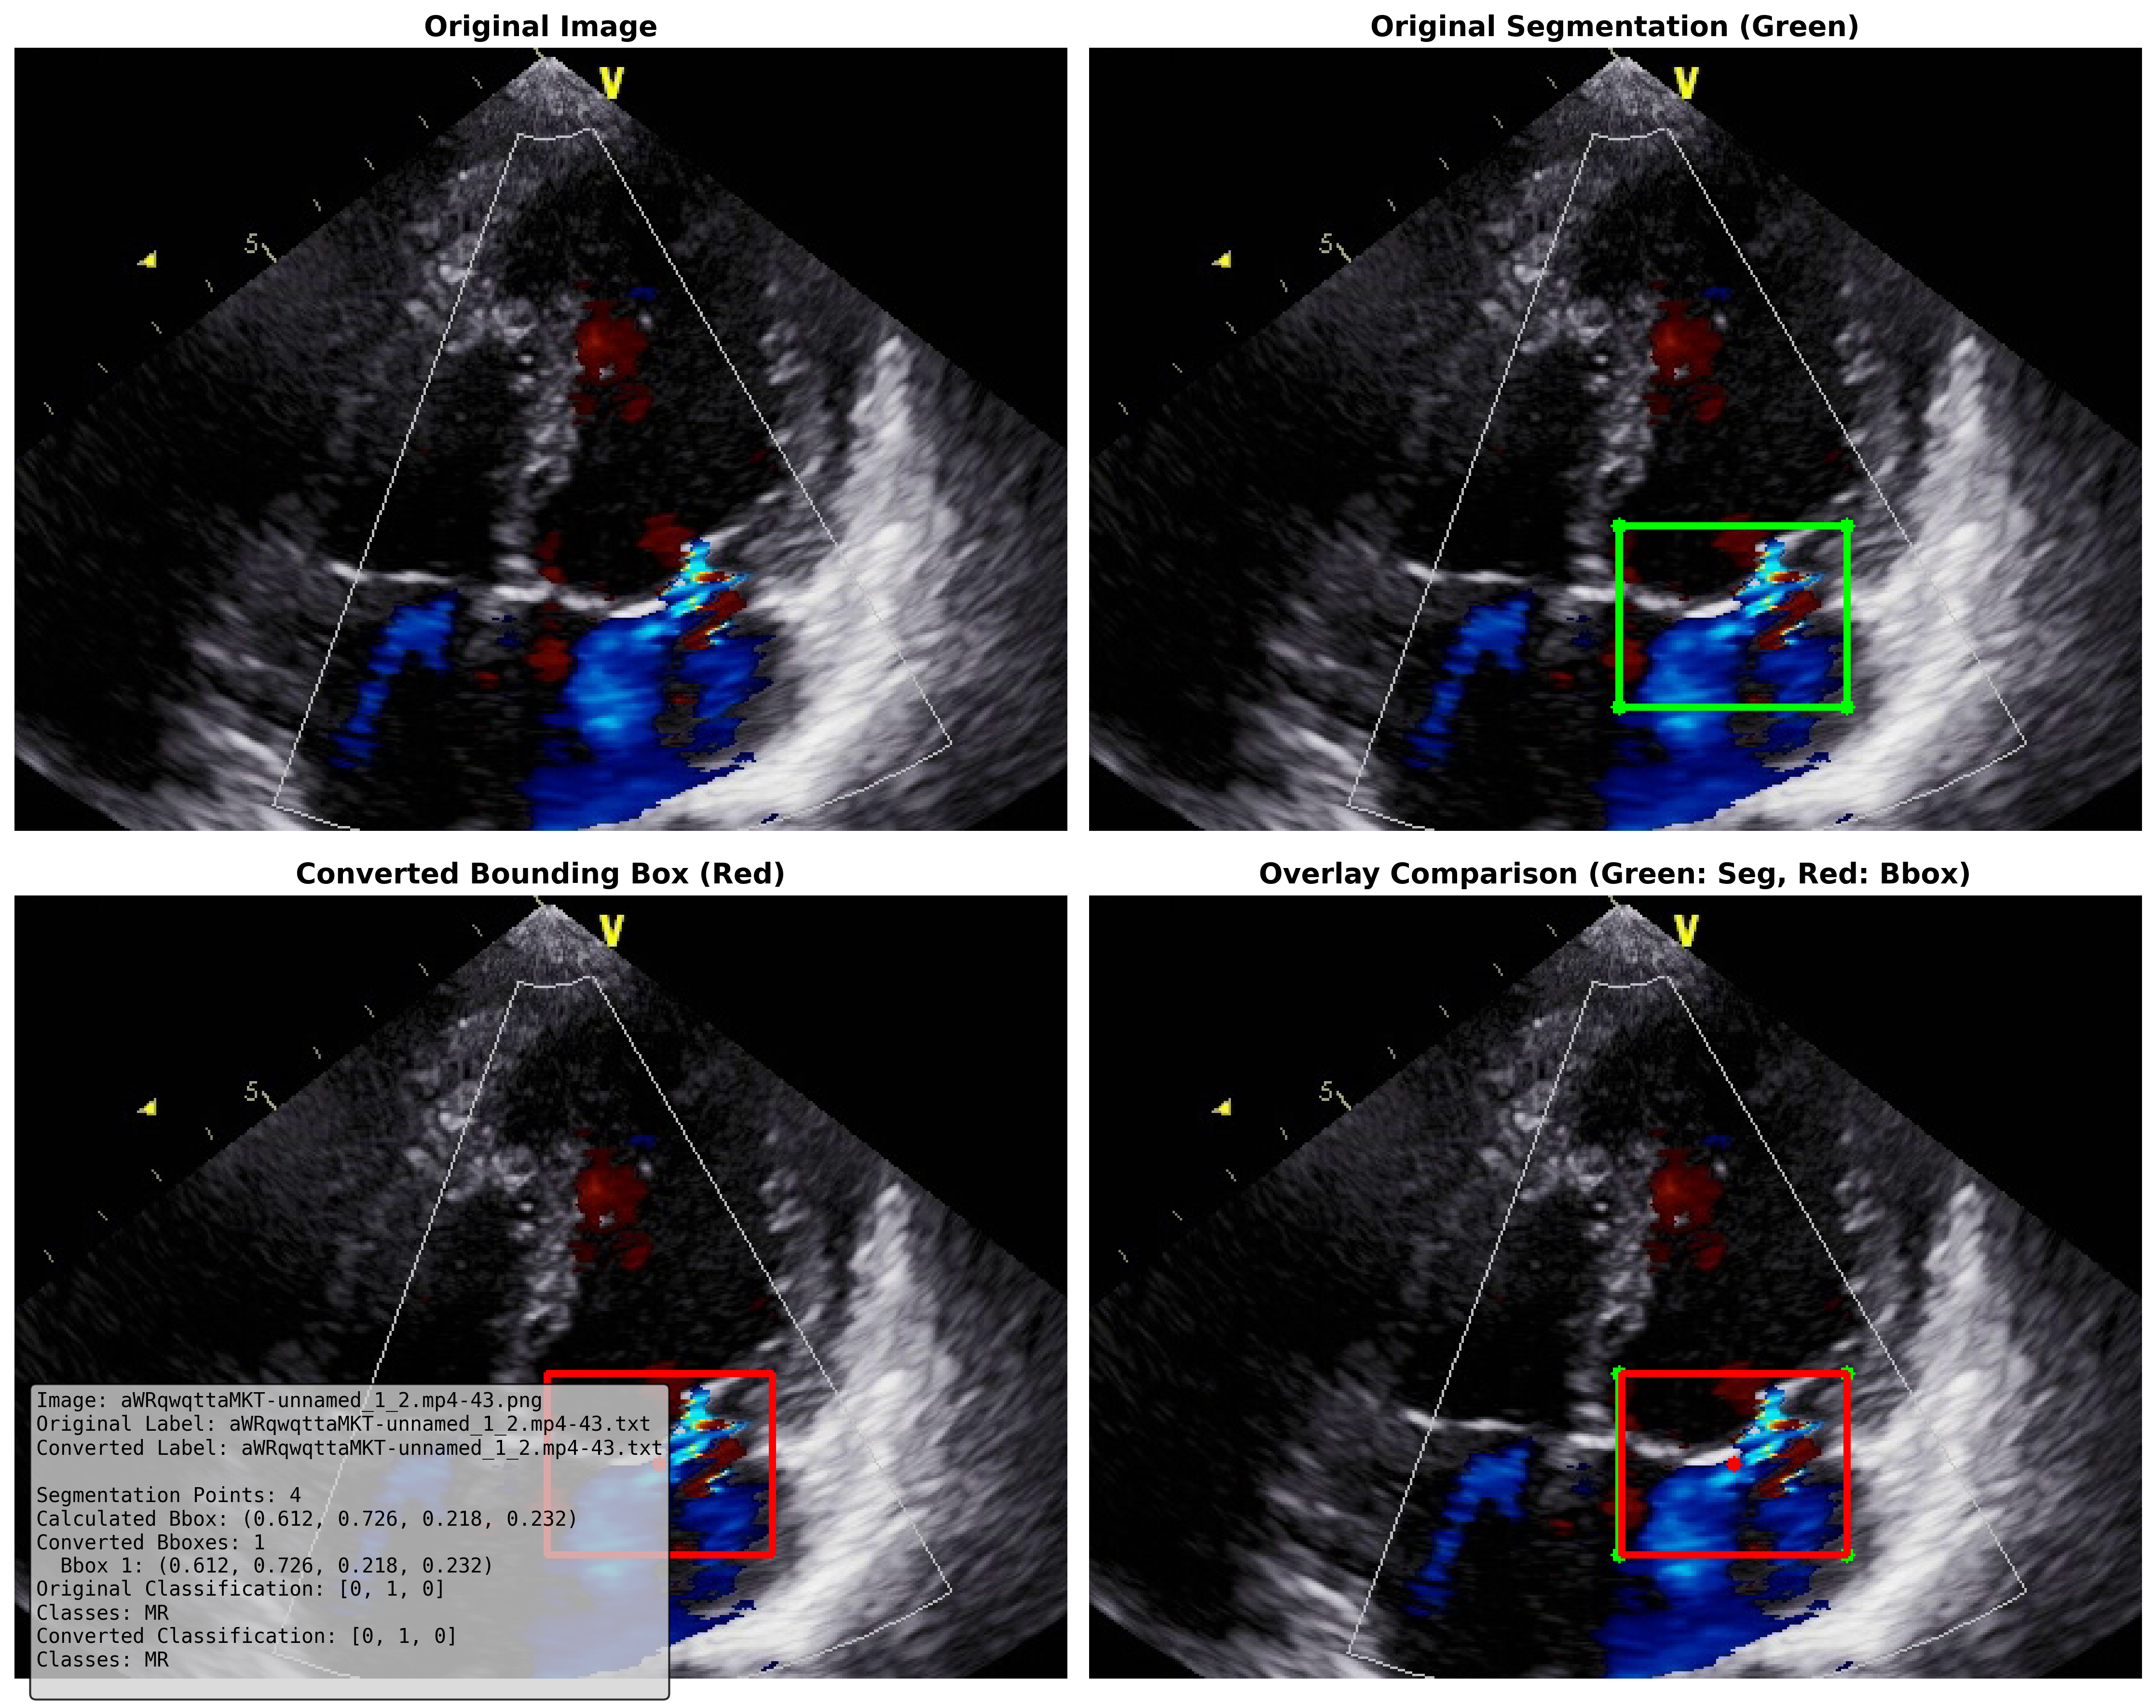 Original Image
Original Segmentation (Green)
V
5
V
5
Converted Bounding Box (Red)
Overlay Comparison (Green: Seg, Red: Bbox)
V
5
V
5
Image: aWRqwqttaMKT-unnamed_1_2.mp4-43.png
Original Label: aWRqwqttaMKT-unnamed_1_2.mp4-43.txt
Converted Label: aWRqwqttaMKT-unnamed_1_2.mp4-43.txt
Segmentation Points: 4
Calculated Bbox: (0.612, 0.726, 0.218, 0.232)
Converted Bboxes: 1
Bbox 1: (0.612, 0.726, 0.218, 0.232)
Original Classification: [0, 1, 0]
Classes: MR
Converted Classification: [0, 1, 0]
Classes: MR